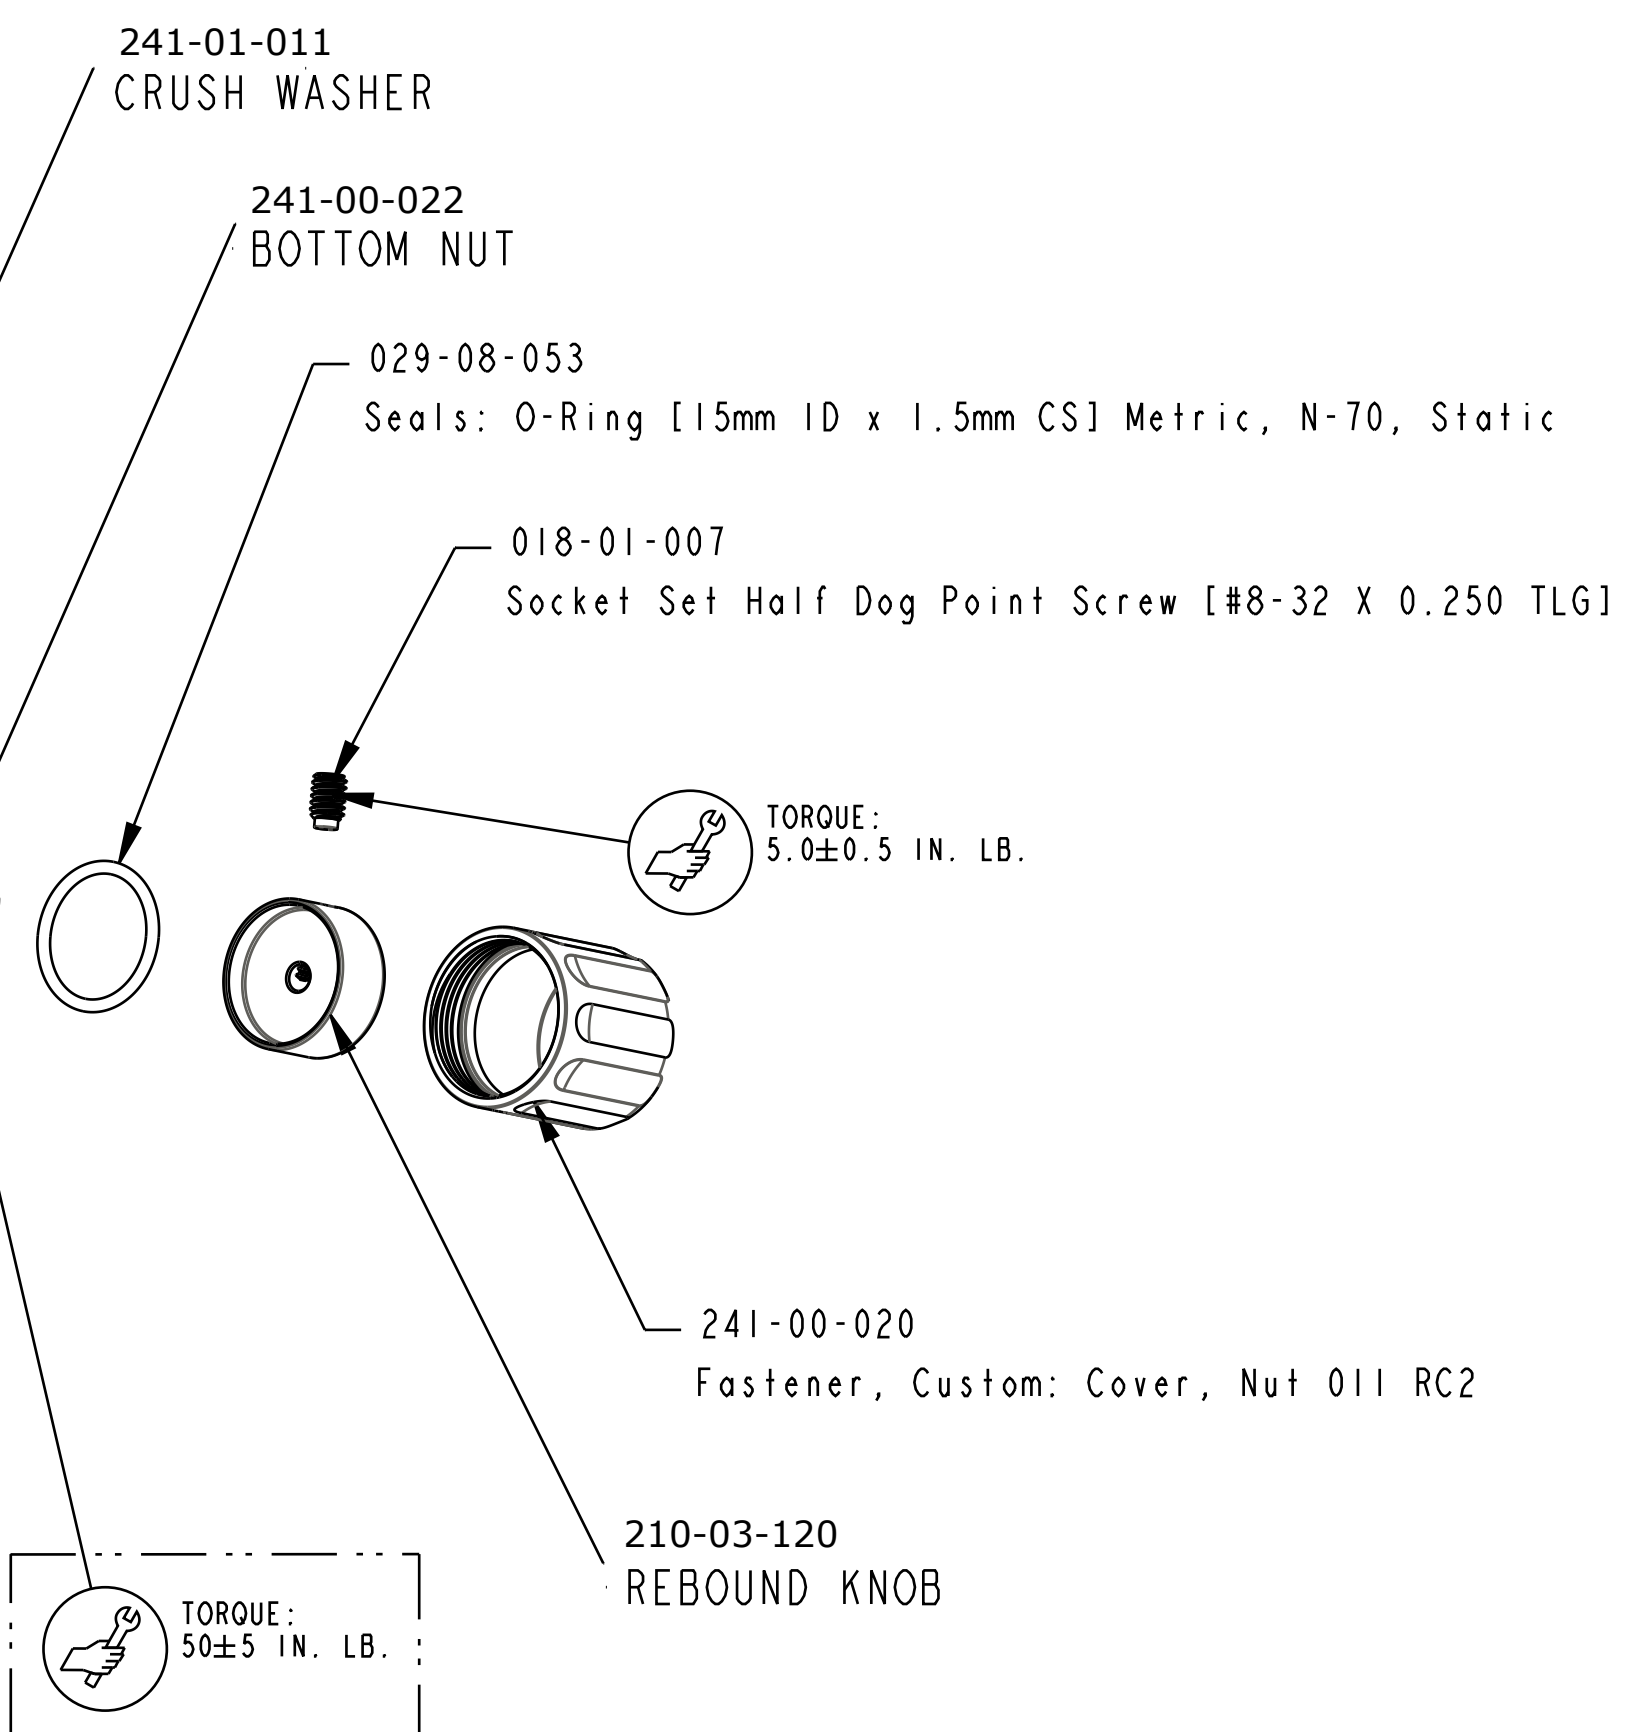 241-01-011
CRUSH WASHER
241-00-022
BOTTOM NUT
029-08-053
Seals: O-Ring [15mm ID x 1.5mm CS] Metric, N-70, Static
018-01-007
Socket Set Half Dog Point Screw [#8-32 X 0.250 TLG]
TORQUE:
5.0±0.5 IN. LB.
241-00-020
Fastener, Custom: Cover, Nut 011 RC2
210-03-120
REBOUND KNOB
TORQUE:
50±5 IN. LB.